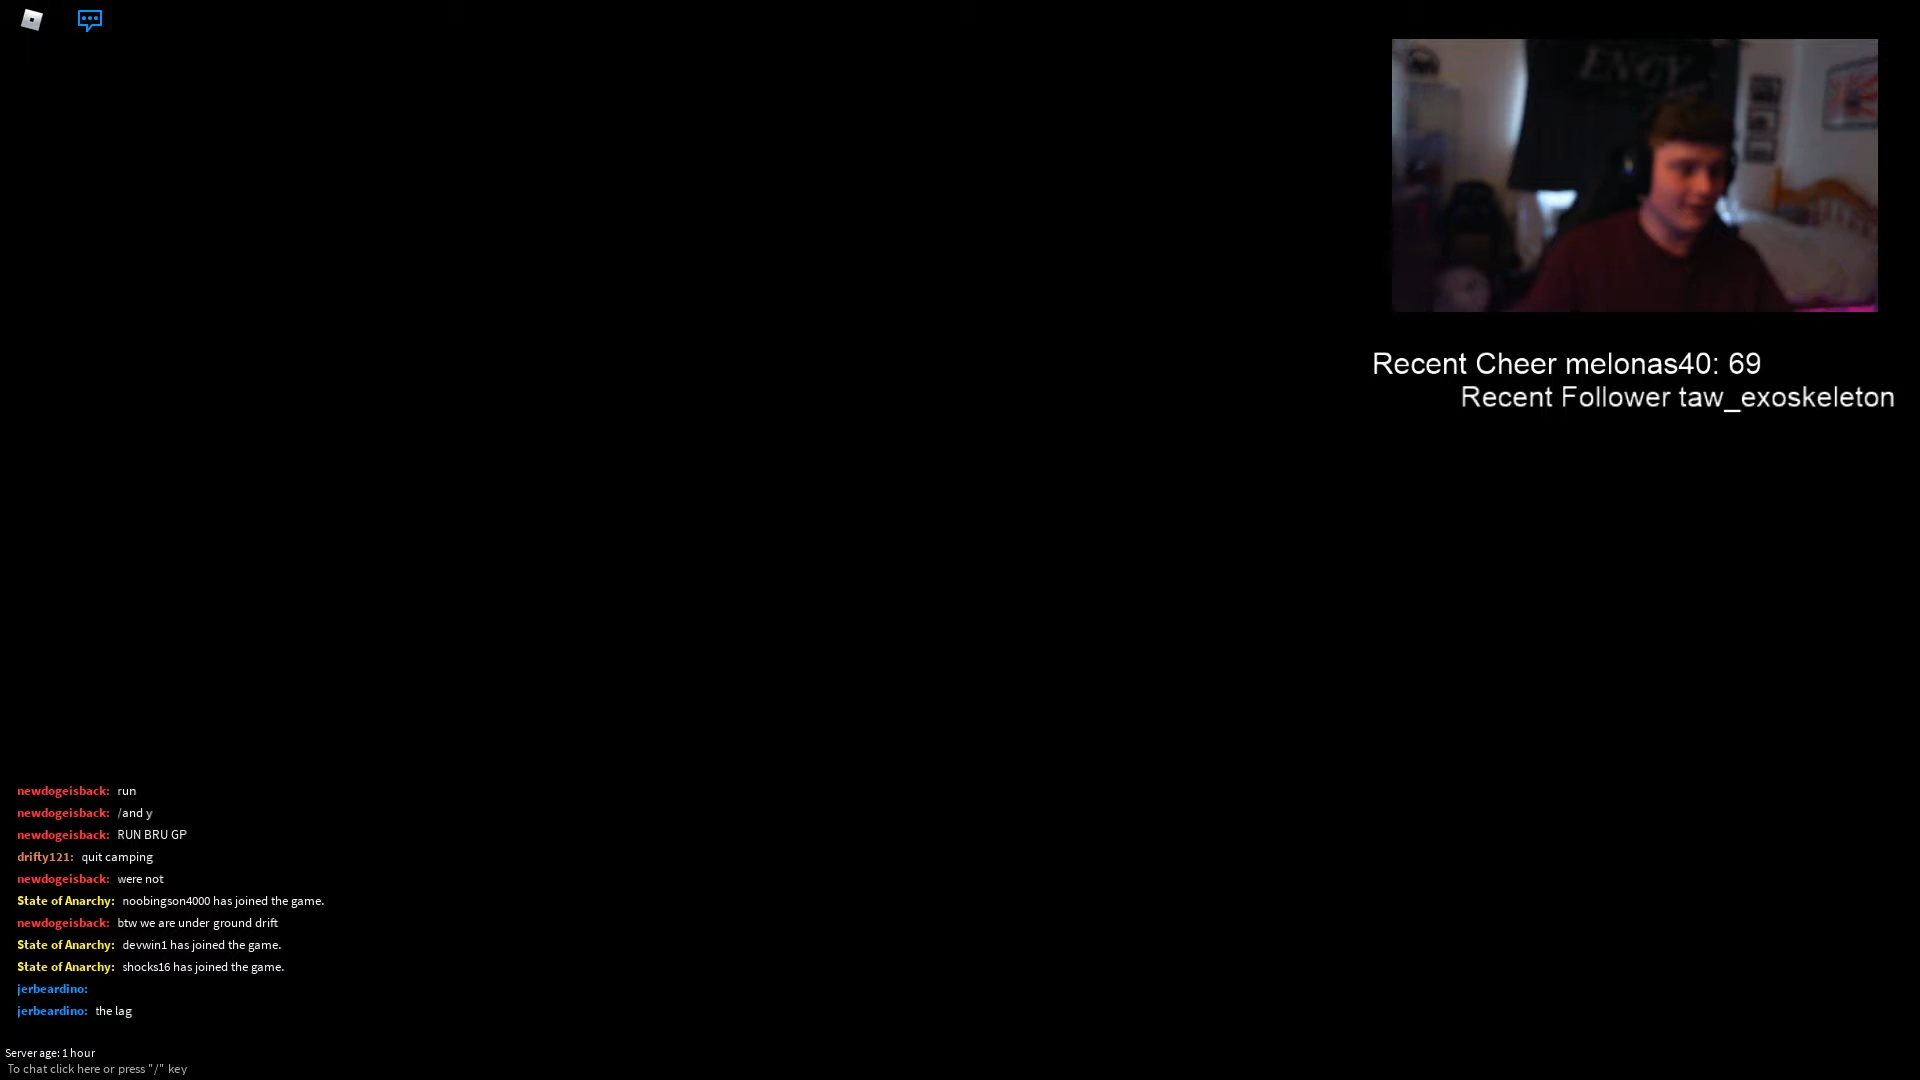 ENGY
Recent Cheer melonas40: 69
Recent Follower taw_exoskeleton
newdogeisback: run
newdogeisback: /and y
newdogeisback: RUN BRU GP
drifty121: quit camping
newdogeisback: were not
State of Anarchy: noobingson4000 has joined the game.
newdogeisback: btw we are under ground drift
State of Anarchy: devwin1 has joined the game.
State of Anarchy: shocks16 has joined the game.
jerbeardino:
jerbeardino: the lag
Server age: 1 hour
To chat click here or press "/" key